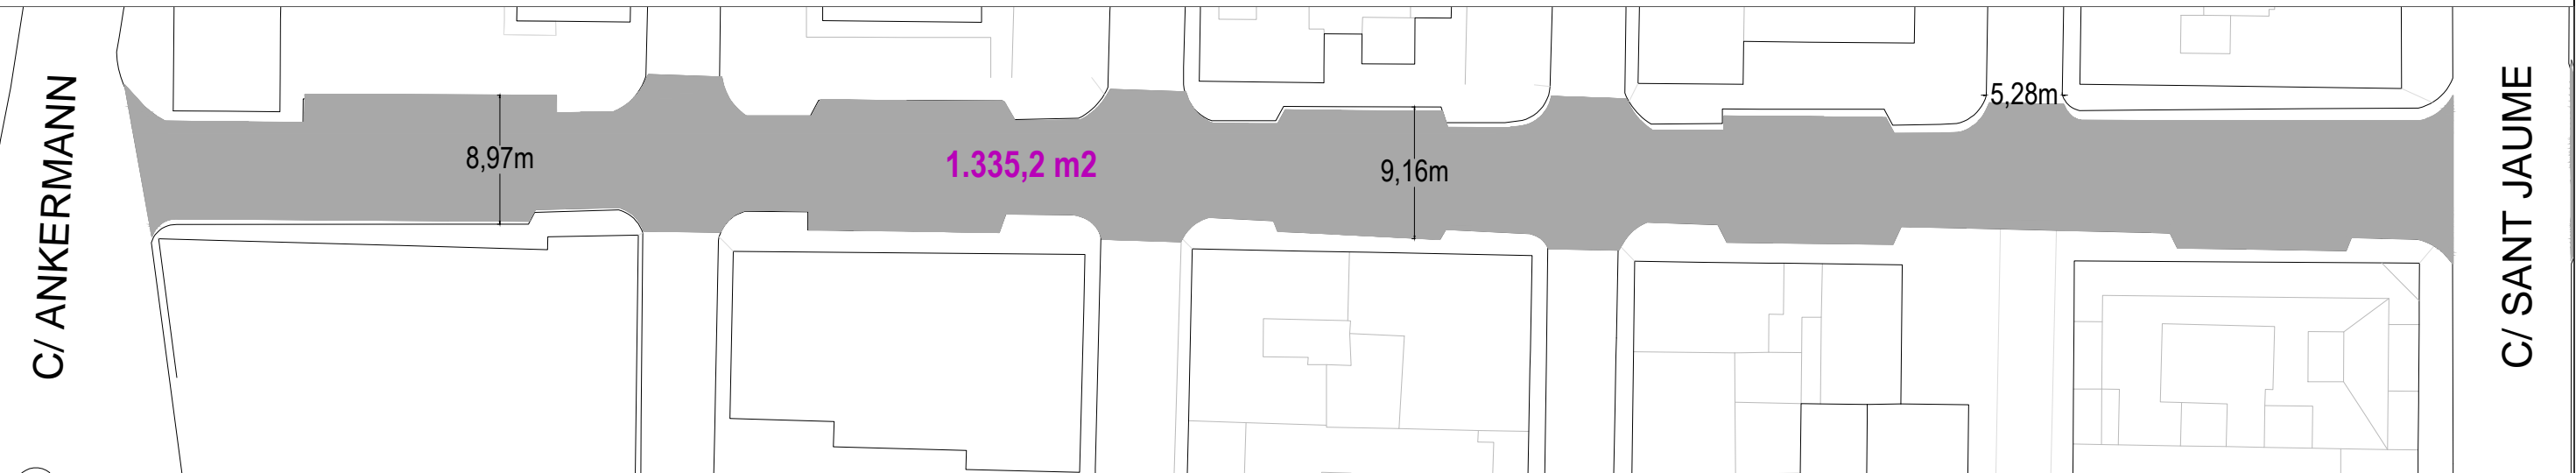 C/ ANKERMANN
8,97m
1.335,2 m2
9,16m
5,28m
C/ SANT JAUME